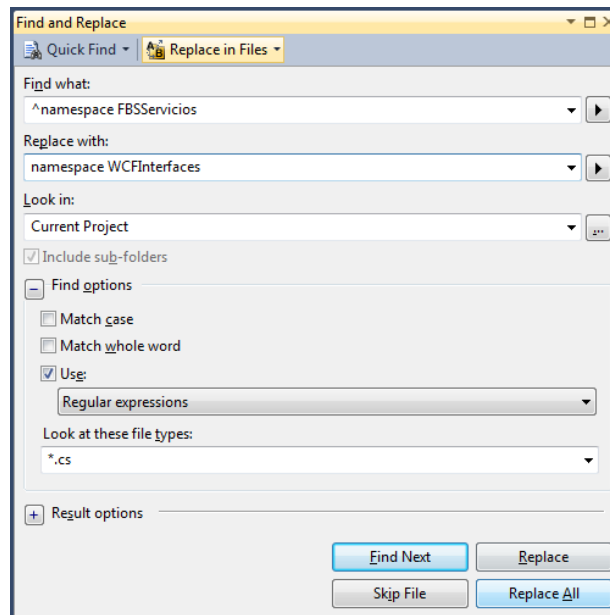 Find and Replace
Quick Find Replace in Files
Find what:
^namespace FBSServicios
Replace with:
namespace WCFInterfaces
Look in:
Current Project
...
Include sub-folders
Find options
Match case
Match whole word
Use:
Regular expressions
Look at these file types:
*.cs
Result options
Find Next Replace
Skip File Replace All